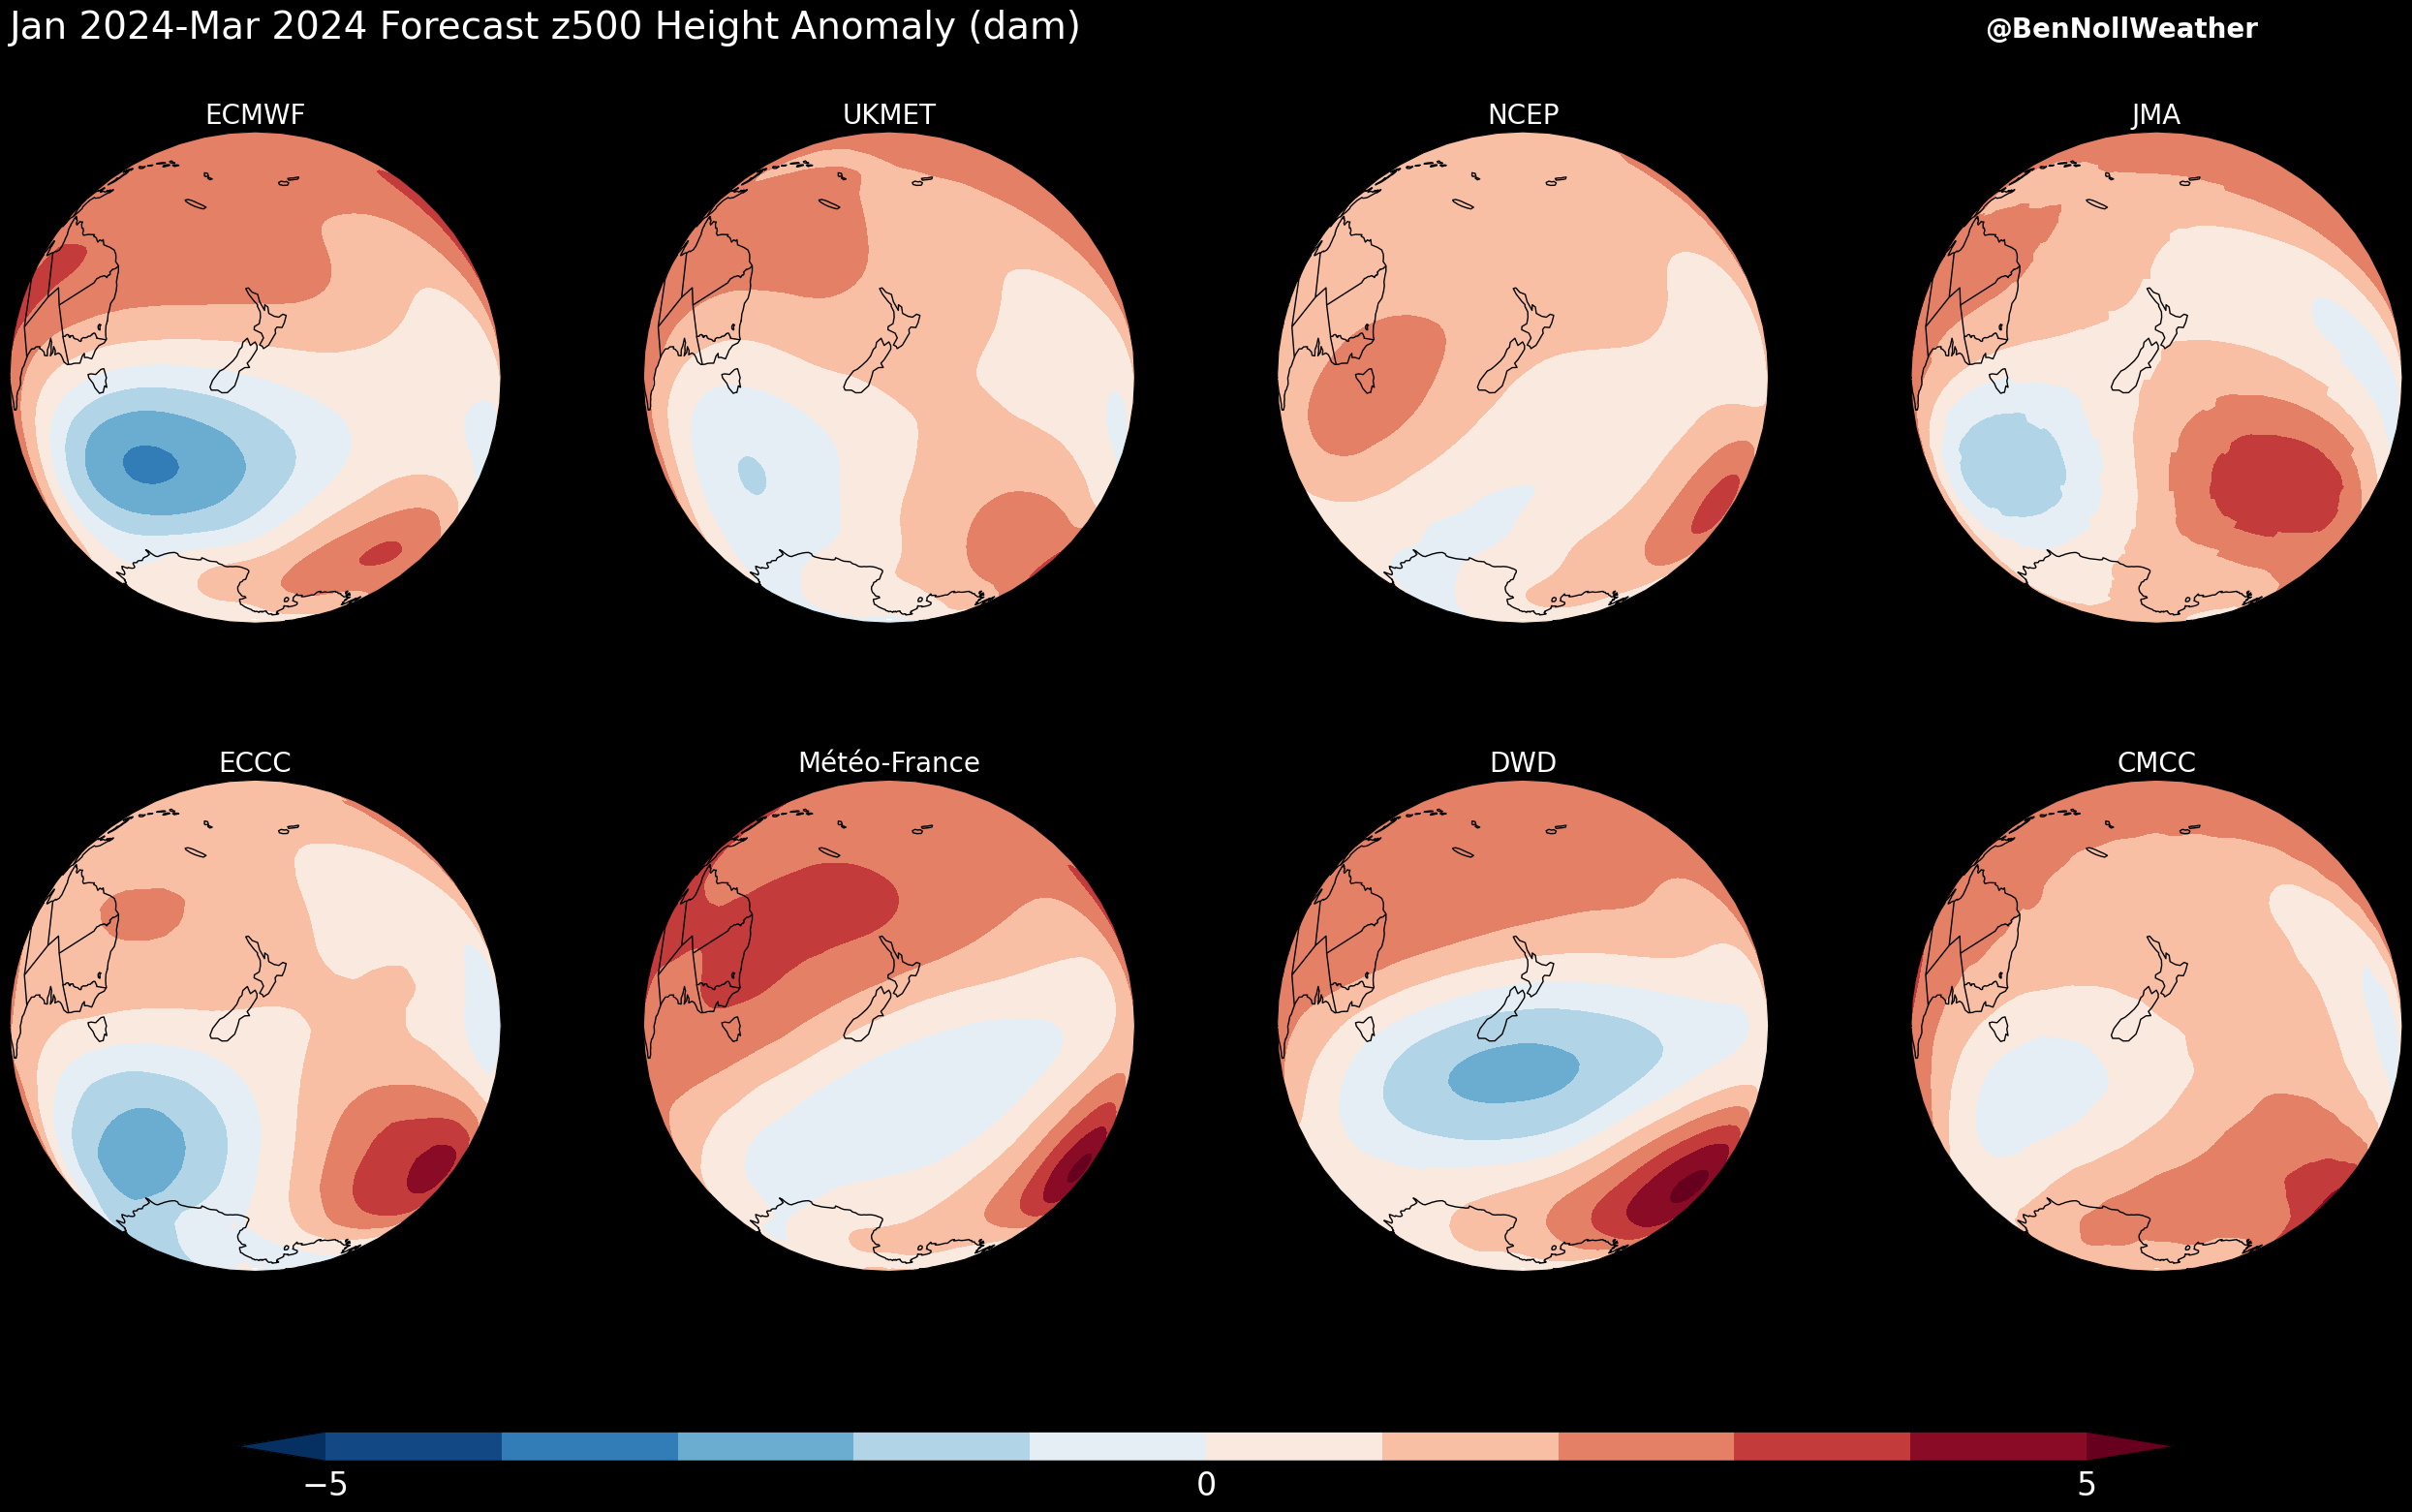 Jan 2024-Mar 2024 Forecast z500 Height Anomaly (dam)
@BenNollWeather
ECMWF
UKMET
NCEP
JMA
ECCC
Météo-France
DWD
CMCC
−5
0
5